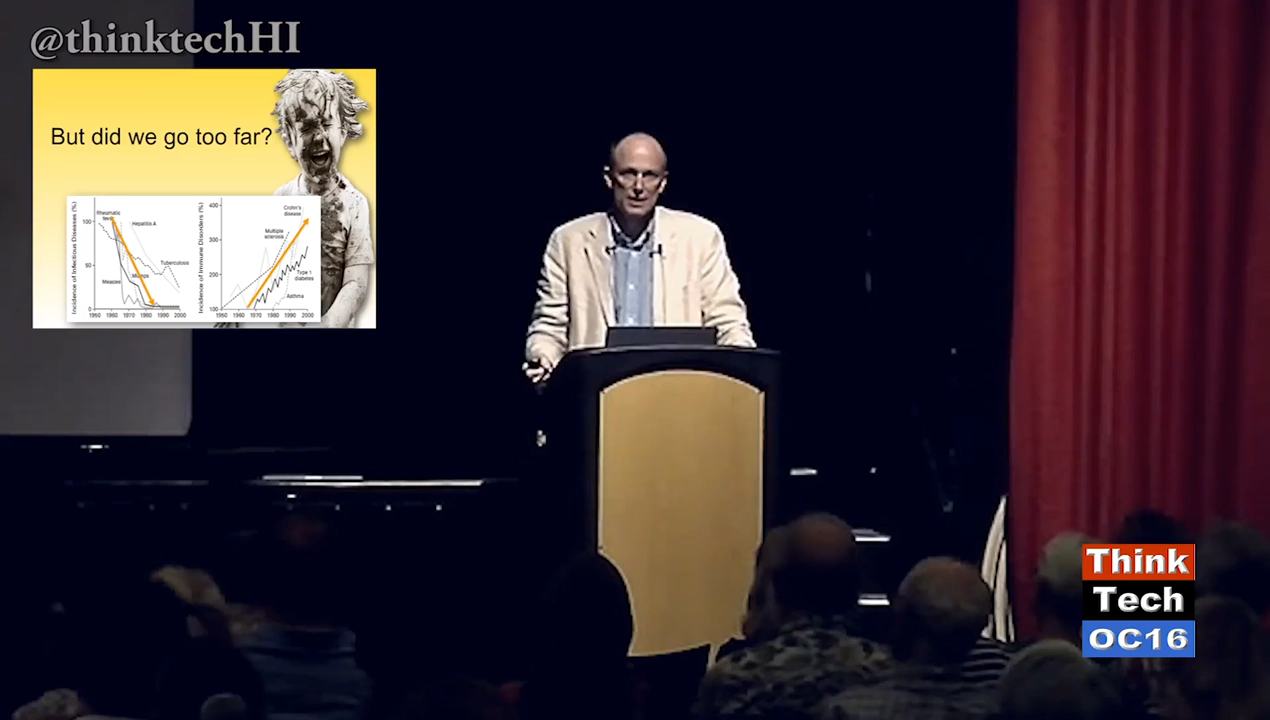 @thinktechHI
But did we go too far?
Incidence of Infectious Diseases (%)
Rheumatic
fever
Hepatitis A
Tuberculosis
Mumps
Measles
100
50
0
1950 1960 1970 1980 1990 2000
Incidence of Immune Disorders (%)
Crohn's
disease
Multiple
sclerosis
Type 1
diabetes
Asthma
400
300
200
100
1950 1960 1970 1980 1990 2000
Think
Tech
OC16